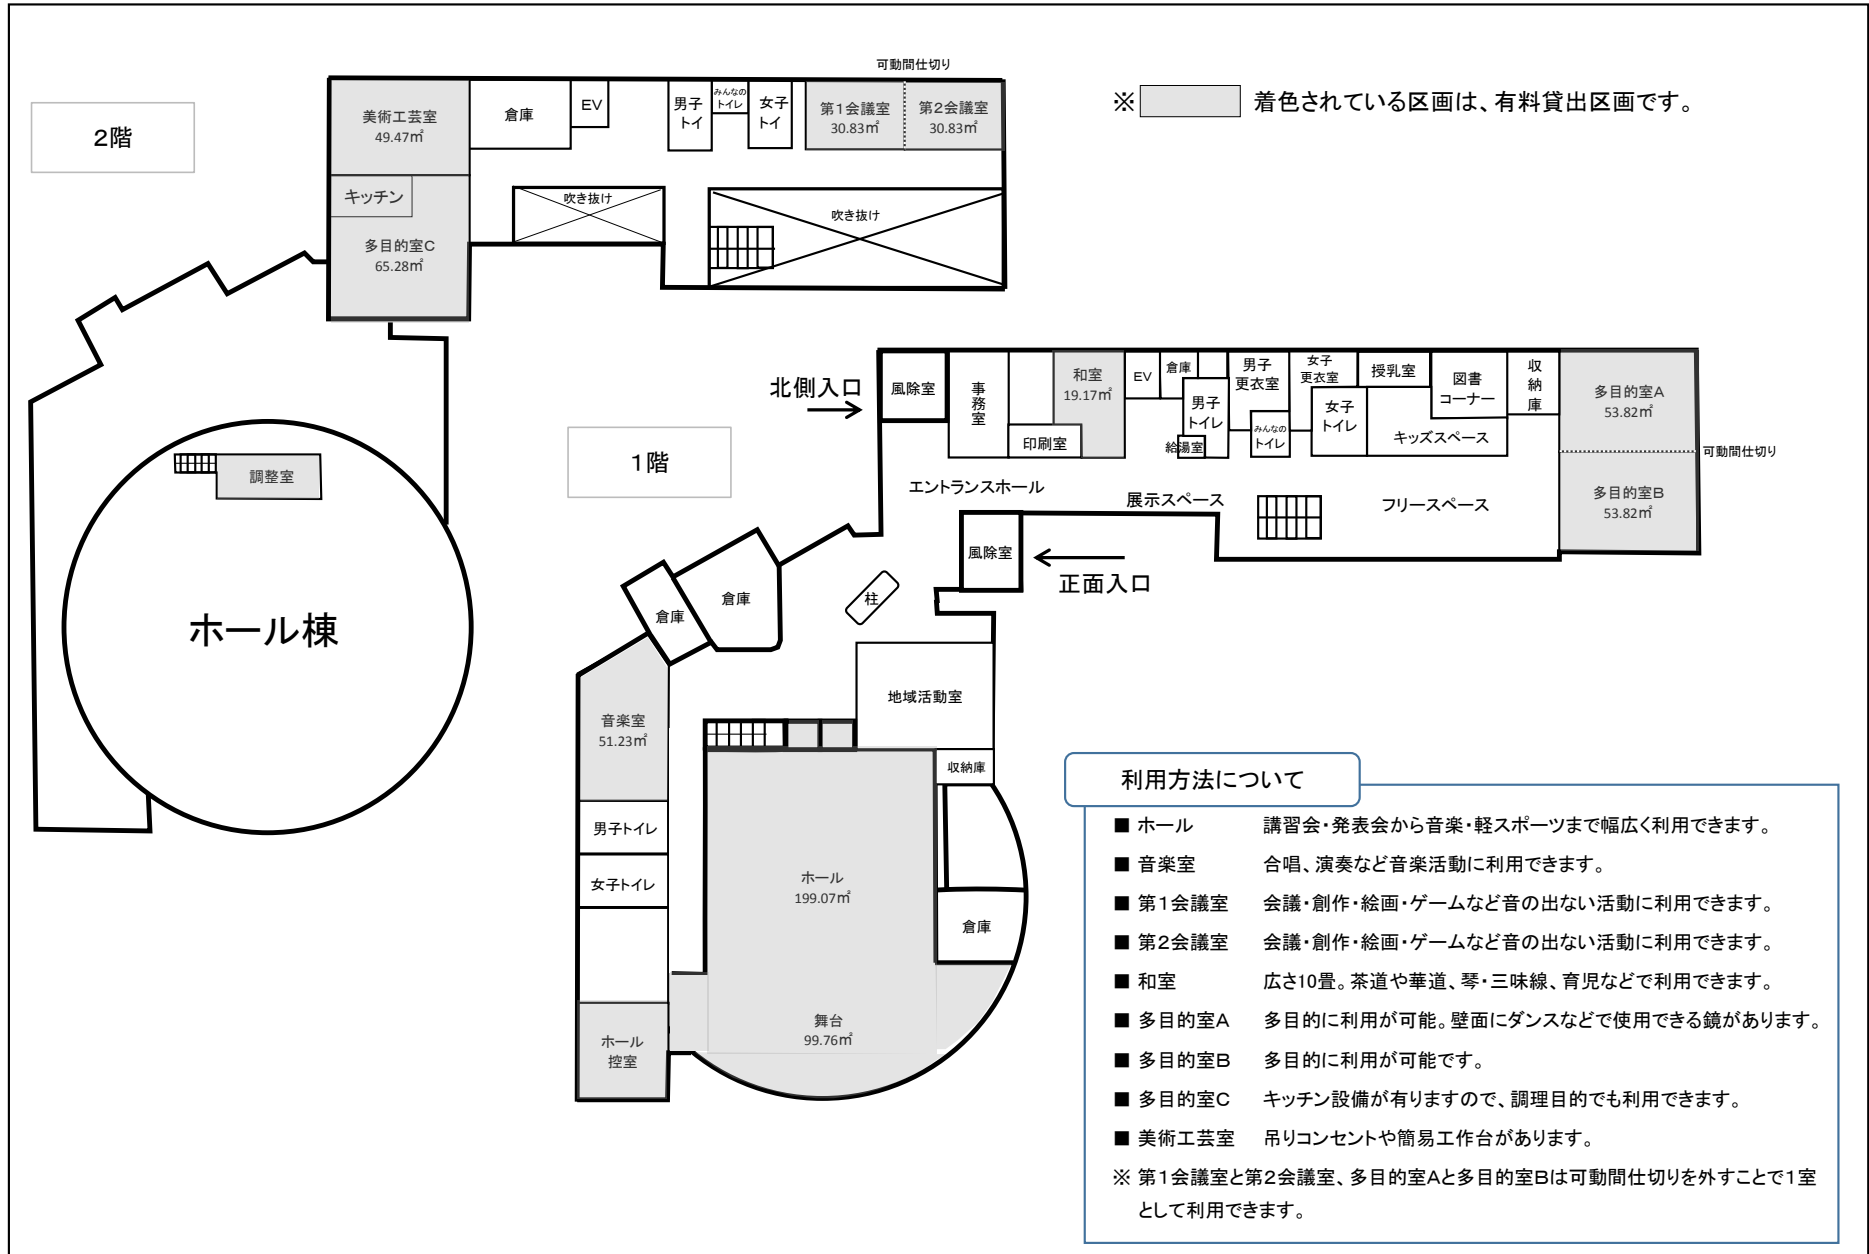 可動間仕切り
※ 着色されている区画は、有料貸出区画です。
2階
美術工芸室
49.47㎡
倉庫
EV
男子
トイ
みんなの
トイレ
女子
トイ
第1会議室
30.83㎡
第2会議室
30.83㎡
キッチン
吹き抜け
吹き抜け
多目的室C
65.28㎡
調整室
ホール棟
1階
北側入口
風除室
事務室
和室
19.17㎡
印刷室
EV
倉庫
男子
トイレ
給湯室
男子
更衣室
みんなの
トイレ
女子
更衣室
女子
トイレ
授乳室
図書
コーナー
キッズスペース
収納庫
多目的室A
53.82㎡
可動間仕切り
多目的室B
53.82㎡
エントランスホール
展示スペース
フリースペース
風除室
正面入口
柱
倉庫
倉庫
地域活動室
音楽室
51.23㎡
収納庫
男子トイレ
女子トイレ
ホール
199.07㎡
倉庫
舞台
99.76㎡
ホール
控室
利用方法について
■ ホール 講習会・発表会から音楽・軽スポーツまで幅広く利用できます。
■ 音楽室 合唱、演奏など音楽活動に利用できます。
■ 第1会議室 会議・創作・絵画・ゲームなど音の出ない活動に利用できます。
■ 第2会議室 会議・創作・絵画・ゲームなど音の出ない活動に利用できます。
■ 和室 広さ10畳。茶道や華道、琴・三味線、育児などで利用できます。
■ 多目的室A 多目的に利用が可能。壁面にダンスなどで使用できる鏡があります。
■ 多目的室B 多目的に利用が可能です。
■ 多目的室C キッチン設備が有りますので、調理目的でも利用できます。
■ 美術工芸室 吊りコンセントや簡易工作台があります。
※ 第1会議室と第2会議室、多目的室Aと多目的室Bは可動間仕切りを外すことで1室
として利用できます。